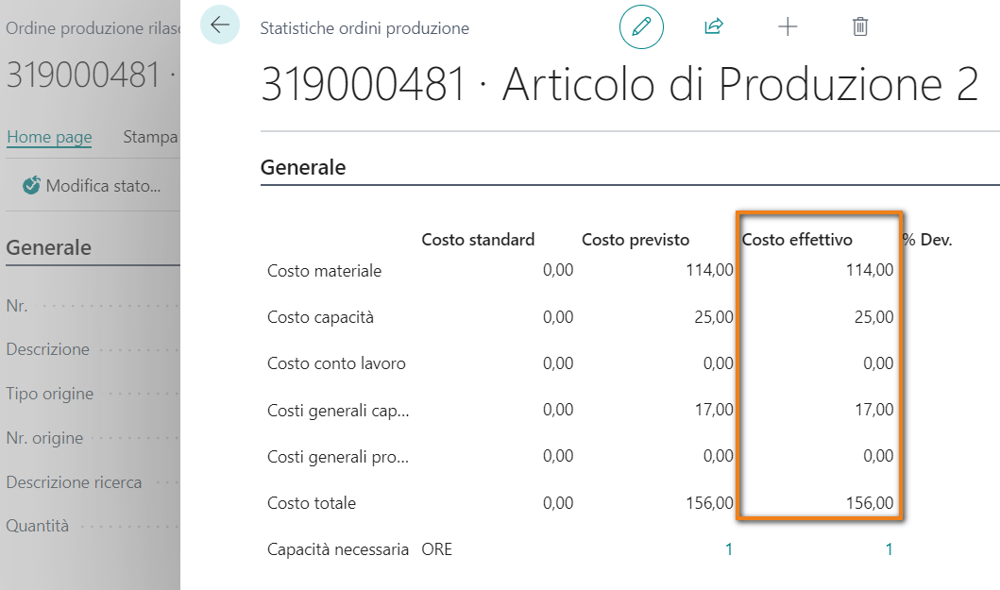 Ordine produzione rilasc
319000481 ·
Home page Stampa
Modifica stato...
Generale
Nr.
Descrizione
Tipo origine
Nr. origine
Descrizione ricerca
Quantità
Statistiche ordini produzione
319000481 · Articolo di Produzione 2
Generale
Costo standard Costo previsto Costo effettivo % Dev.
Costo materiale 0,00 114,00 114,00
Costo capacità 0,00 25,00 25,00
Costo conto lavoro 0,00 0,00 0,00
Costi generali cap... 0,00 17,00 17,00
Costi generali pro... 0,00 0,00 0,00
Costo totale 0,00 156,00 156,00
Capacità necessaria ORE 1 1